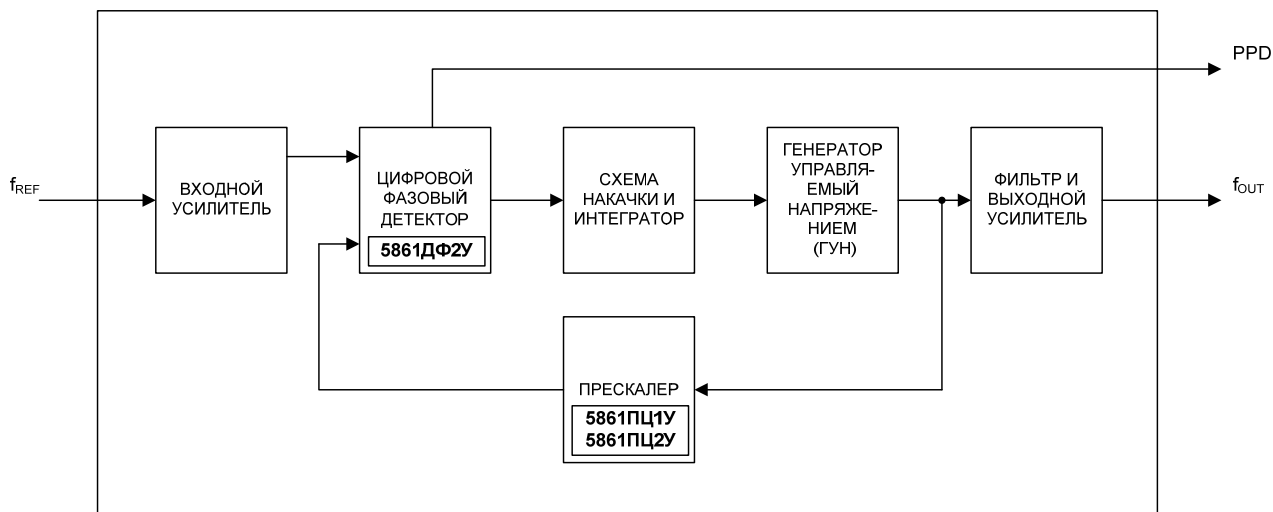 PPD
fREF
ВХОДНОЙ
УСИЛИТЕЛЬ
ЦИФРОВОЙ
ФАЗОВЫЙ
ДЕТЕКТОР
5861ДФ2У
СХЕМА
НАКАЧКИ И
ИНТЕГРАТОР
ГЕНЕРАТОР
УПРАВЛЯ-
ЕМЫЙ
НАПРЯЖЕ-
НИЕМ
(ГУН)
ФИЛЬТР И
ВЫХОДНОЙ
УСИЛИТЕЛЬ
fOUT
ПРЕСКАЛЕР
5861ПЦ1У
5861ПЦ2У